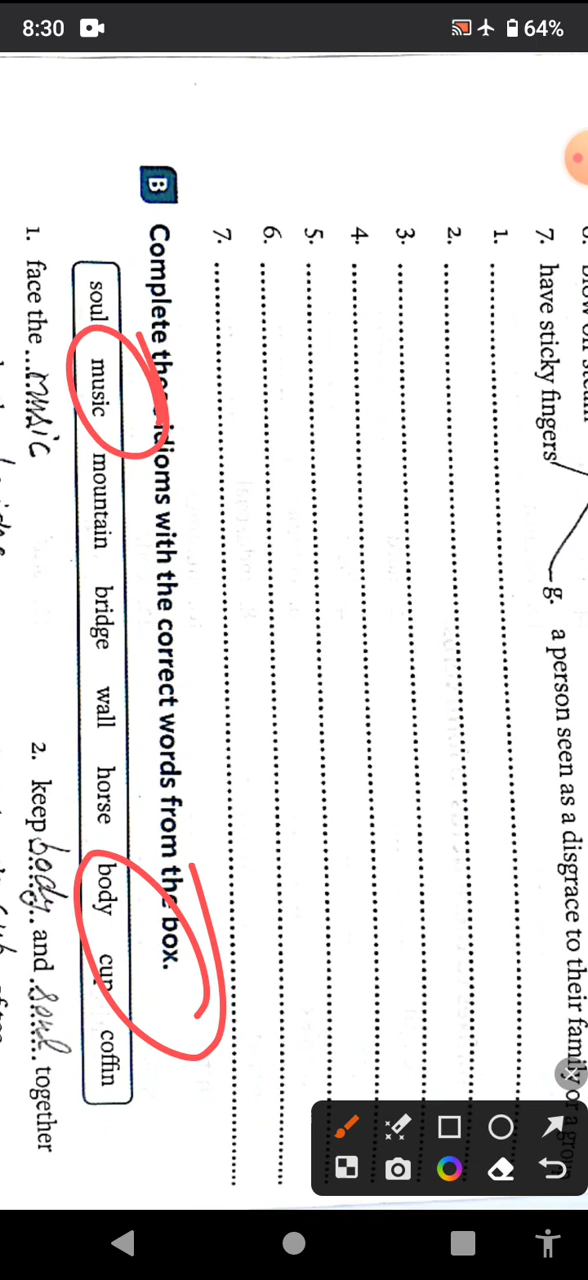 8:30
64%
7. have sticky fingers
g. a person seen as a disgrace to their family or a group
1. ..........
2. ..........
3. ..........
4. ..........
5. ..........
6. ..........
7. ..........
B Complete these idioms with the correct words from the box.
soul music mountain bridge wall horse body cup coffin
1. face the ...music
2. keep body... and soul... together